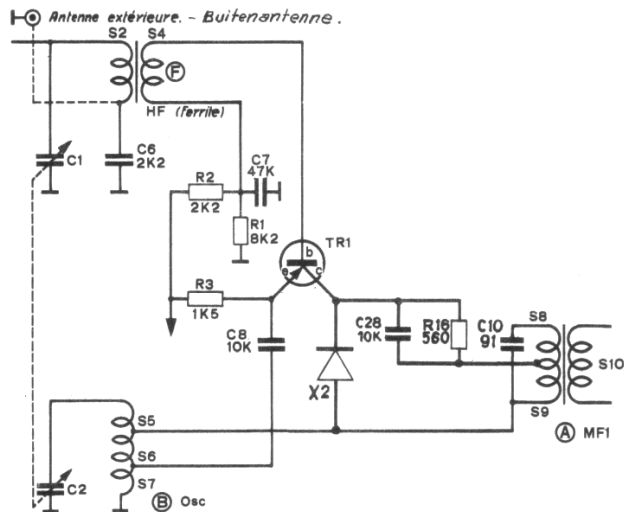 Antenne extérieure. - Buitenantenne.
S2 S4
F
HF (ferrite)
C1
C6
2K2
C7
47K
R2
2K2
R1
8K2
TR1
b
e c
R3
1K5
C8
10K
C28
10K
R16
560
C10
91
S8
S10
S9
X2
A MF1
S5
S6
S7
C2
B Osc